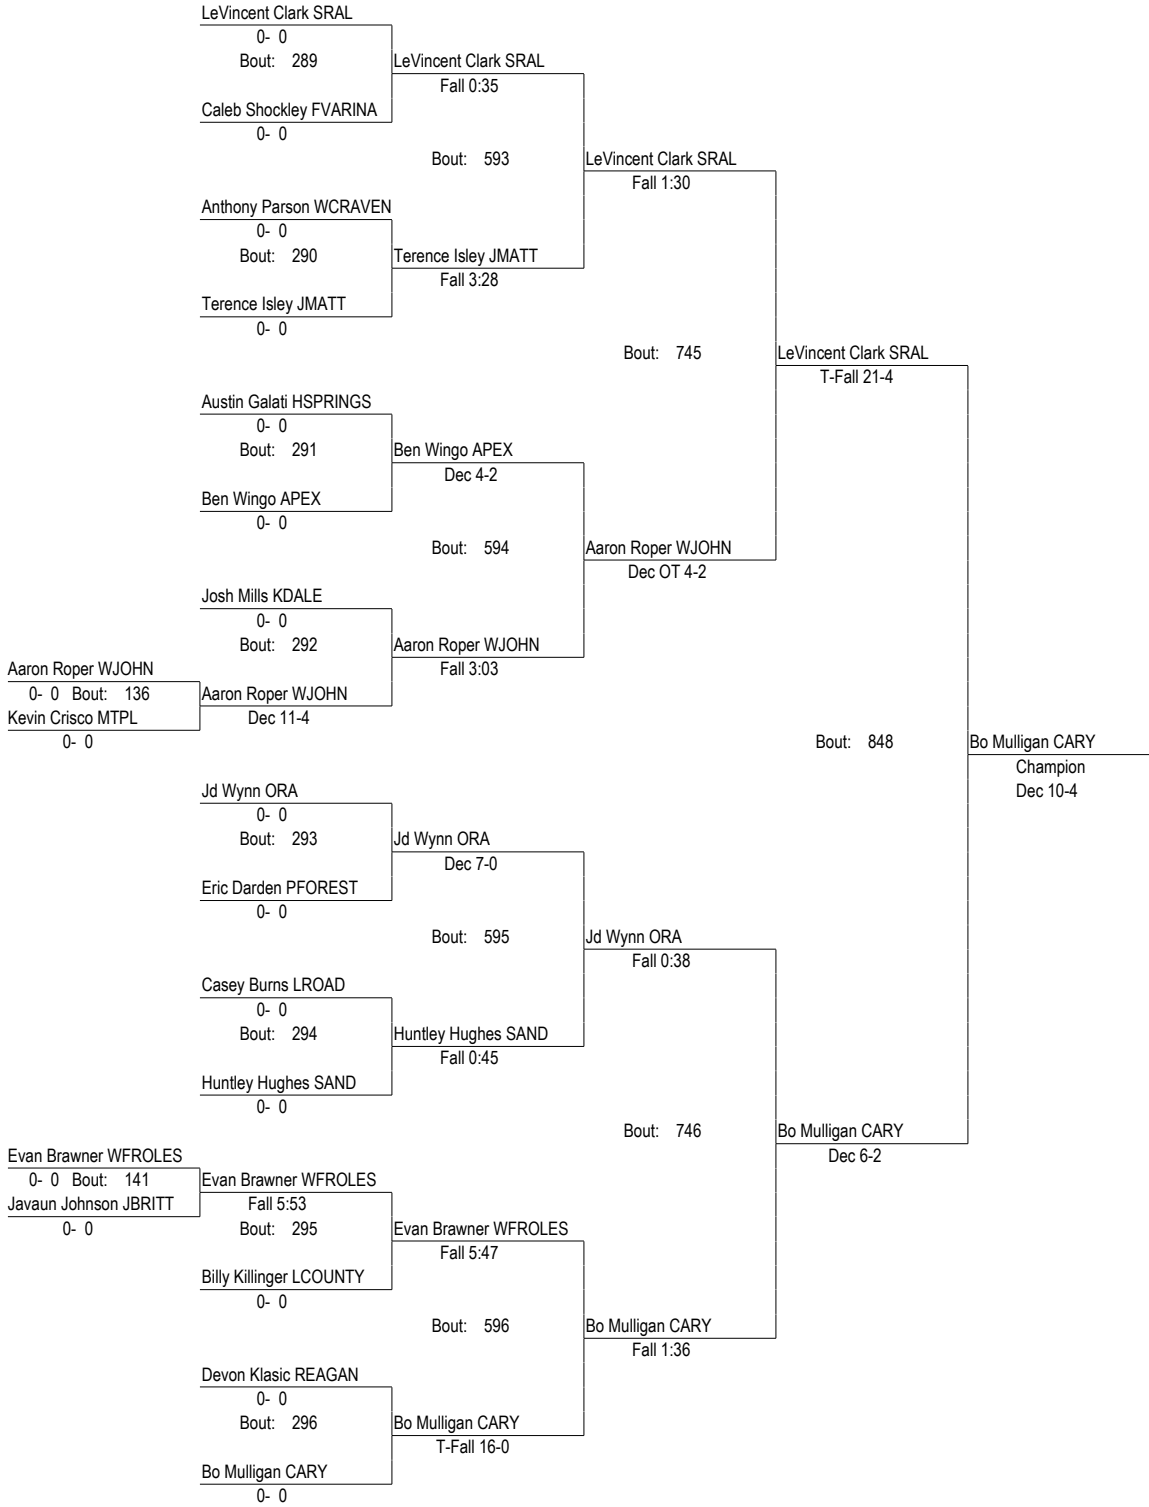 LeVincent Clark SRAL
0- 0
Bout: 289
LeVincent Clark SRAL
Fall 0:35
Caleb Shockley FVARINA
0- 0
Bout: 593
LeVincent Clark SRAL
Fall 1:30
Anthony Parson WCRAVEN
0- 0
Bout: 290
Terence Isley JMATT
Fall 3:28
Terence Isley JMATT
0- 0
Bout: 745
LeVincent Clark SRAL
T-Fall 21-4
Austin Galati HSPRINGS
0- 0
Bout: 291
Ben Wingo APEX
Dec 4-2
Ben Wingo APEX
0- 0
Bout: 594
Aaron Roper WJOHN
Dec OT 4-2
Josh Mills KDALE
0- 0
Bout: 292
Aaron Roper WJOHN
Fall 3:03
Aaron Roper WJOHN
0- 0 Bout: 136
Aaron Roper WJOHN
Dec 11-4
Kevin Crisco MTPL
0- 0
Bout: 848
Bo Mulligan CARY
Champion
Dec 10-4
Jd Wynn ORA
0- 0
Bout: 293
Jd Wynn ORA
Dec 7-0
Eric Darden PFOREST
0- 0
Bout: 595
Jd Wynn ORA
Fall 0:38
Casey Burns LROAD
0- 0
Bout: 294
Huntley Hughes SAND
Fall 0:45
Huntley Hughes SAND
0- 0
Bout: 746
Bo Mulligan CARY
Dec 6-2
Evan Brawner WFROLES
0- 0 Bout: 141
Evan Brawner WFROLES
Fall 5:53
Javaun Johnson JBRITT
0- 0
Bout: 295
Evan Brawner WFROLES
Fall 5:47
Billy Killinger LCOUNTY
0- 0
Bout: 596
Bo Mulligan CARY
Fall 1:36
Devon Klasic REAGAN
0- 0
Bout: 296
Bo Mulligan CARY
T-Fall 16-0
Bo Mulligan CARY
0- 0